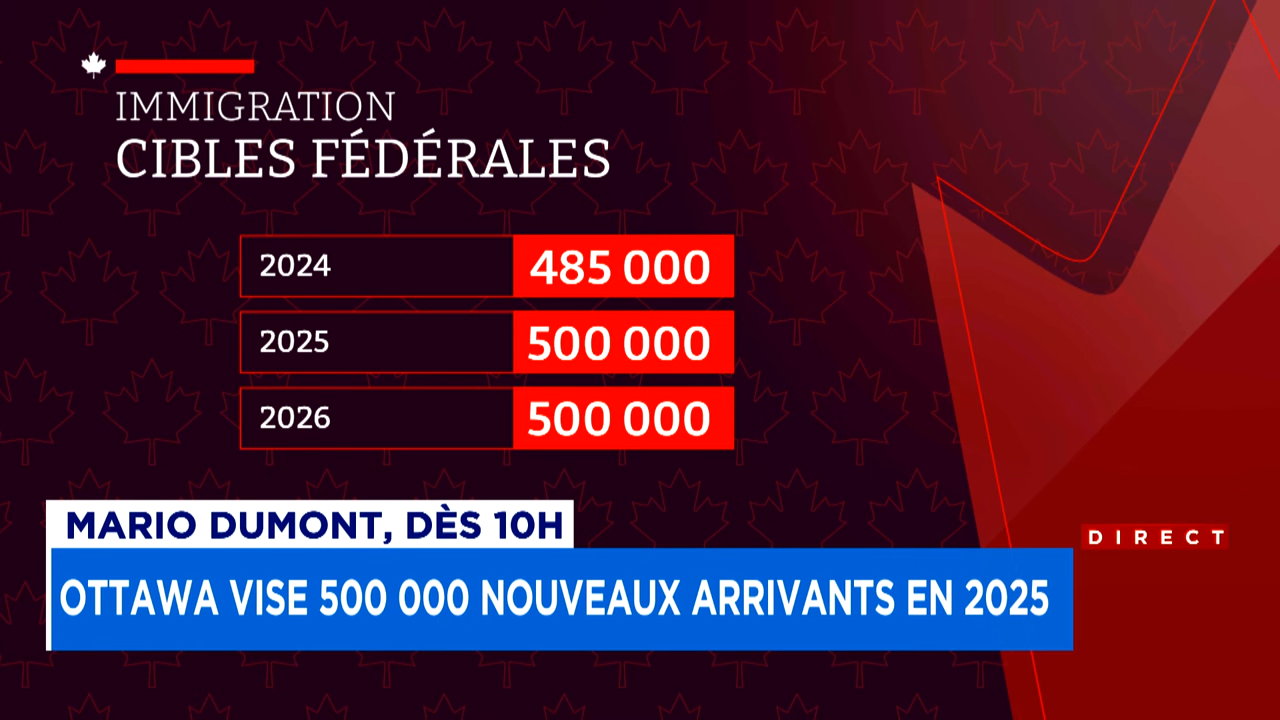 IMMIGRATION
CIBLES FÉDÉRALES
2024 485 000
2025 500 000
2026 500 000
MARIO DUMONT, DÈS 10H
DIRECT
OTTAWA VISE 500 000 NOUVEAUX ARRIVANTS EN 2025